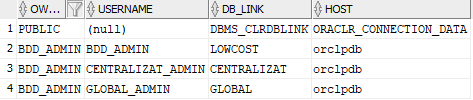 OW... USERNAME DB_LINK HOST
1 PUBLIC (null) DBMS_CLRDBLINK ORACLR_CONNECTION_DATA
2 BDD_ADMIN BDD_ADMIN LOWCOST orclpdb
3 BDD_ADMIN CENTRALIZAT_ADMIN CENTRALIZAT orclpdb
4 BDD_ADMIN GLOBAL_ADMIN GLOBAL orclpdb